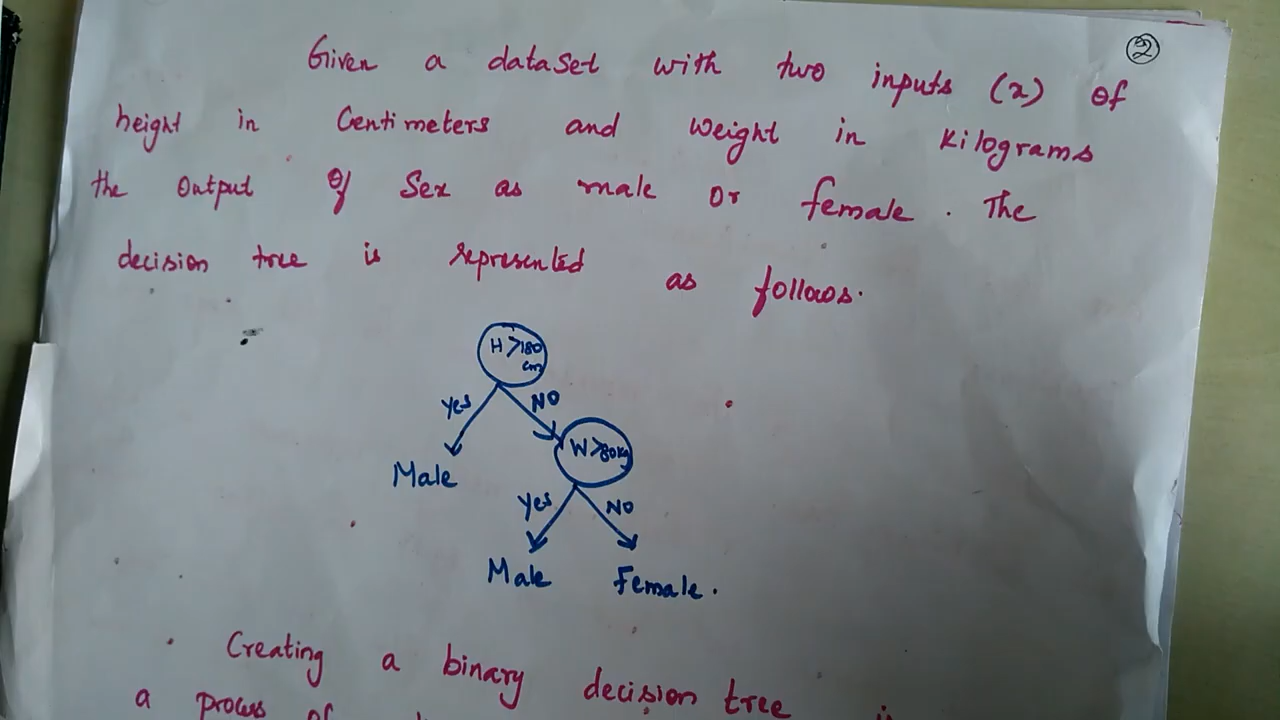 2
Given a dataset with two inputs (x) of
height in Centimeters and Weight in Kilograms
the Output of Sex as male or female. The
decision tree is represented as follows.
H >180
cm
Yes NO
W >80Kg
Male
Yes NO
Male Female.
Creating a binary decision tree is
a process of